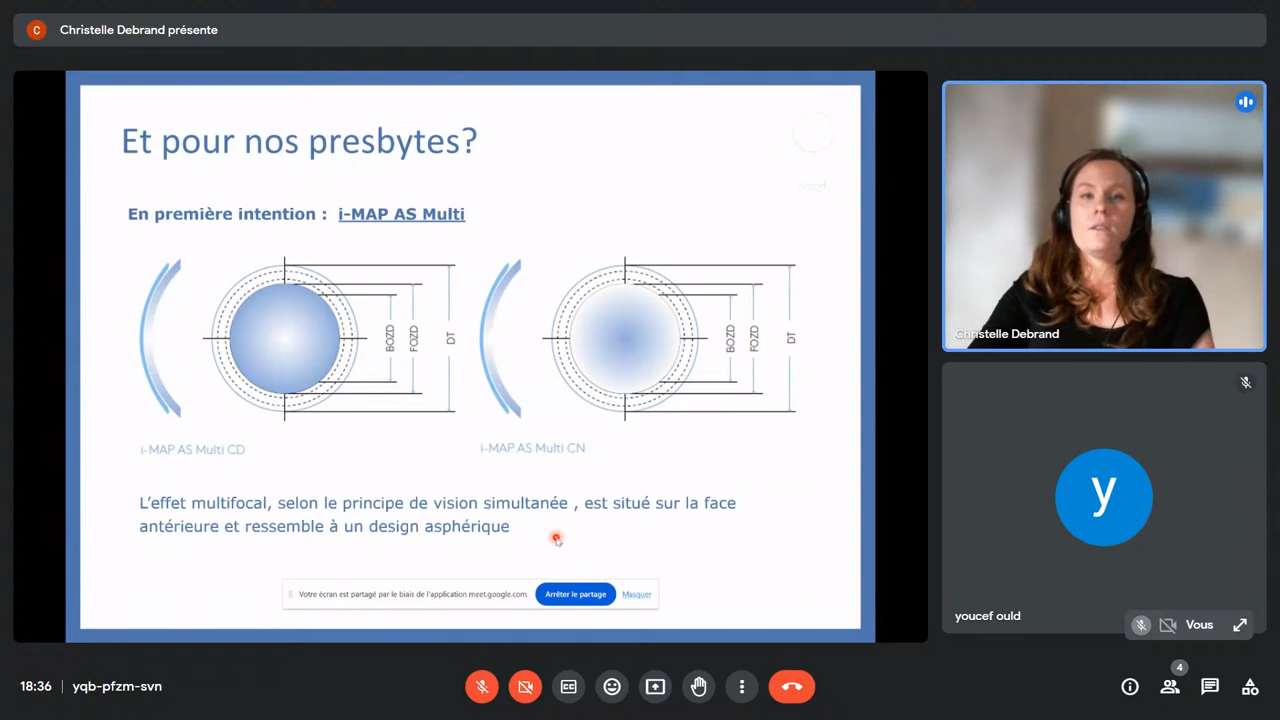 C Christelle Debrand présente
Et pour nos presbytes?
En première intention : i-MAP AS Multi
BOZD
FOZD
DT
BOZD
FOZD
DT
i-MAP AS Multi CD
i-MAP AS Multi CN
L'effet multifocal, selon le principe de vision simultanée , est situé sur la face
antérieure et ressemble à un design asphérique
Votre écran est partagé par le biais de l'application meet.google.com.
Arrêter le partage
Masquer
Christelle Debrand
y
youcef ould
Vous
18:36 | yqb-pfzm-svn
4